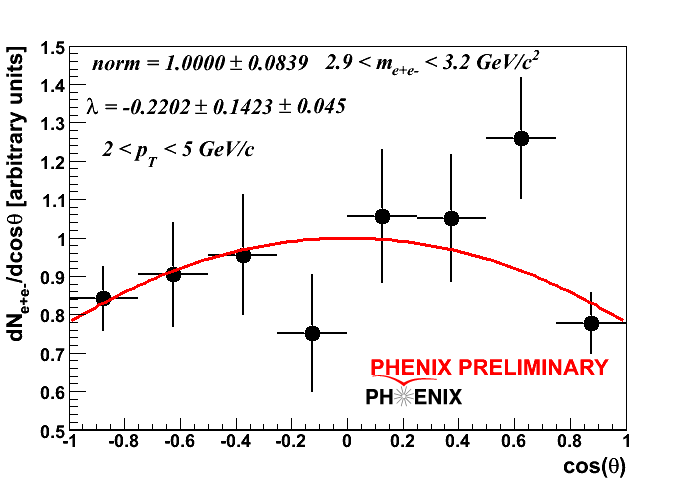 norm = 1.0000 ± 0.0839 2.9 < m_e+e- < 3.2 GeV/c²
λ = -0.2202 ± 0.1423 ± 0.045
2 < p_T < 5 GeV/c
dN_e+e-/dcosθ [arbitrary units]
1.5
1.4
1.3
1.2
1.1
1
0.9
0.8
0.7
0.6
0.5
PHENIX PRELIMINARY
PHENIX
-1 -0.8 -0.6 -0.4 -0.2 0 0.2 0.4 0.6 0.8 1
cos(θ)